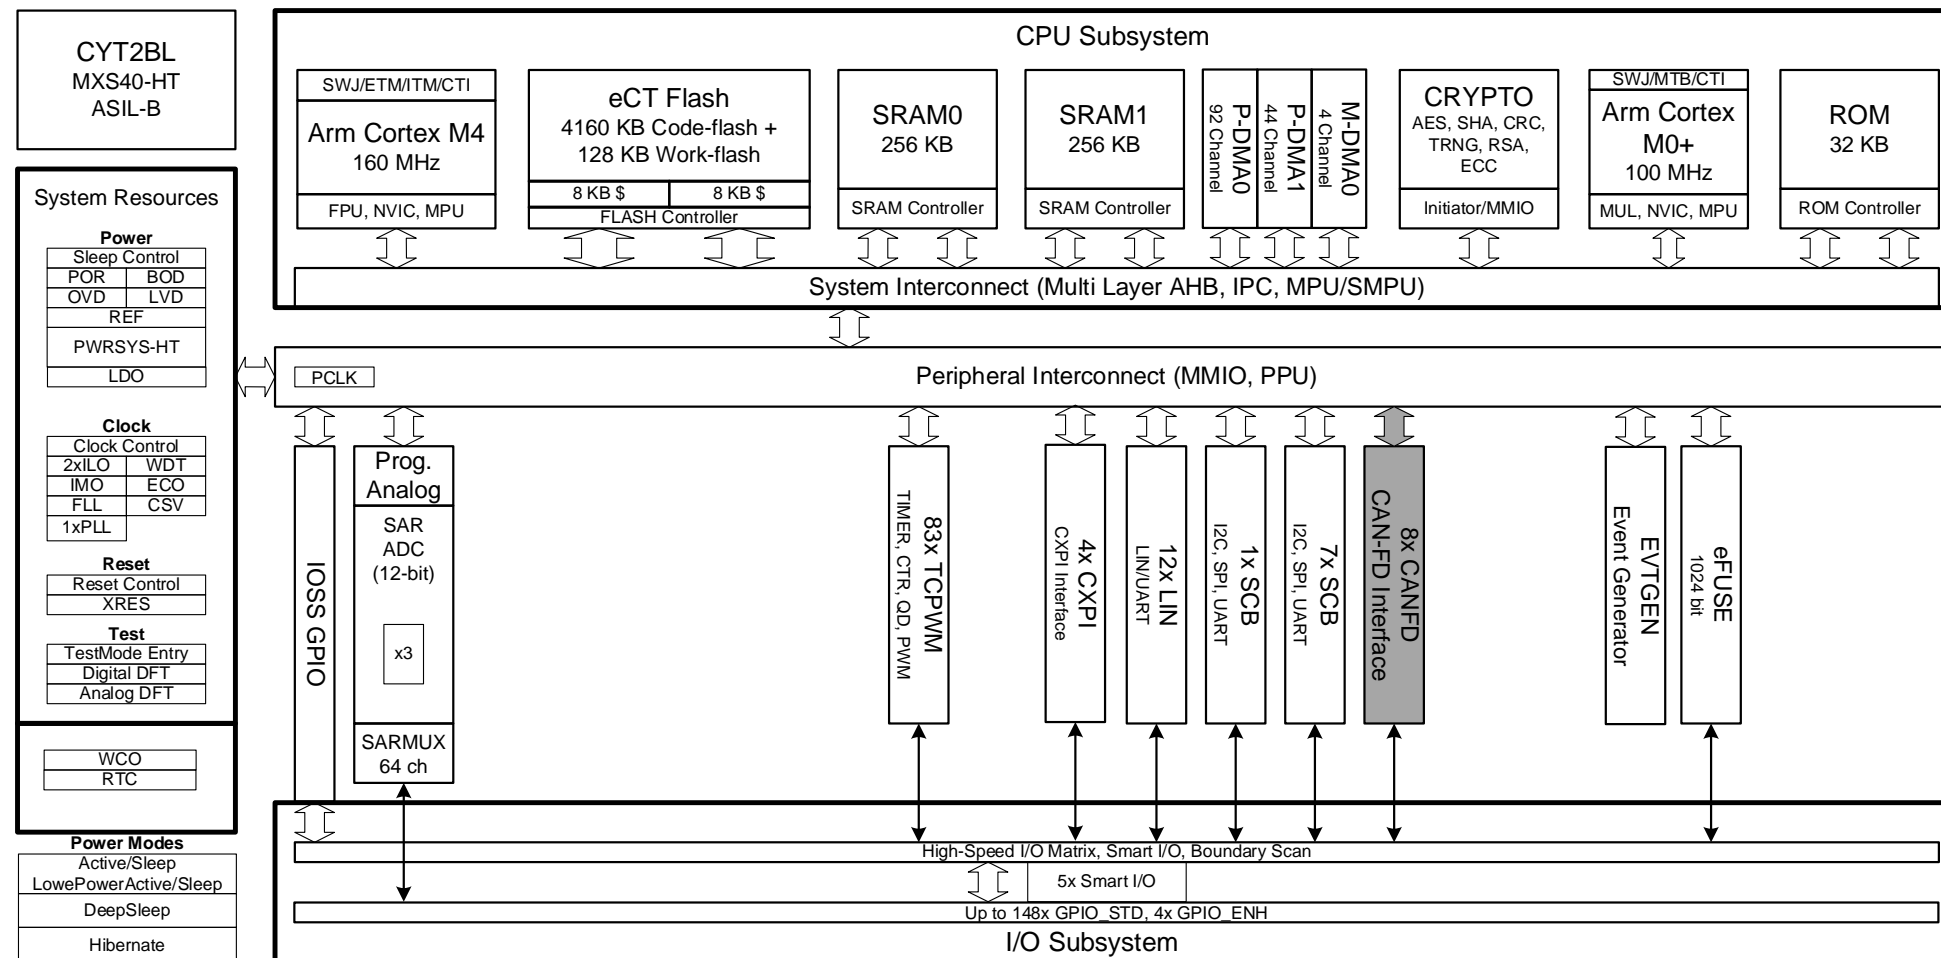 CYT2BL
MXS40-HT
ASIL-B
System Resources
Power
Sleep Control
POR
BOD
OVD
LVD
REF
PWRSYS-HT
LDO
Clock
Clock Control
2xILO
WDT
IMO
ECO
FLL
CSV
1xPLL
Reset
Reset Control
XRES
Test
TestMode Entry
Digital DFT
Analog DFT
WCO
RTC
Power Modes
Active/Sleep
LowePowerActive/Sleep
DeepSleep
Hibernate
CPU Subsystem
SWJ/ETM/ITM/CTI
Arm Cortex M4
160 MHz
FPU, NVIC, MPU
eCT Flash
4160 KB Code-flash +
128 KB Work-flash
8 KB $
8 KB $
FLASH Controller
SRAM0
256 KB
SRAM Controller
SRAM1
256 KB
SRAM Controller
P-DMA0
92 Channel
P-DMA1
44 Channel
M-DMA0
4 Channel
CRYPTO
AES, SHA, CRC,
TRNG, RSA,
ECC
Initiator/MMIO
SWJ/MTB/CTI
Arm Cortex
M0+
100 MHz
MUL, NVIC, MPU
ROM
32 KB
ROM Controller
System Interconnect (Multi Layer AHB, IPC, MPU/SMPU)
PCLK
Peripheral Interconnect (MMIO, PPU)
IOSS GPIO
Prog.
Analog
SAR
ADC
(12-bit)
x3
SARMUX
64 ch
83x TCPWM
TIMER, CTR, QD, PWM
4x CXPI
CXPI Interface
12x LIN
LIN/UART
1x SCB
I2C, SPI, UART
7x SCB
I2C, SPI, UART
8x CANFD
CAN-FD Interface
EVTGEN
Event Generator
eFUSE
1024 bit
High-Speed I/O Matrix, Smart I/O, Boundary Scan
5x Smart I/O
Up to 148x GPIO_STD, 4x GPIO_ENH
I/O Subsystem